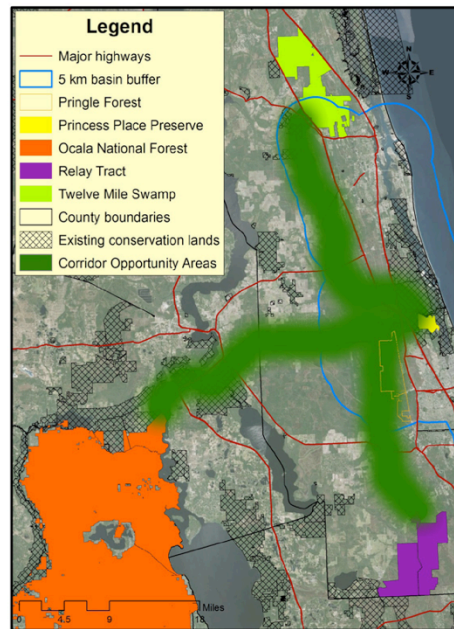 Legend
Major highways
5 km basin buffer
Pringle Forest
Princess Place Preserve
Ocala National Forest
Relay Tract
Twelve Mile Swamp
County boundaries
Existing conservation lands
Corridor Opportunity Areas
N
W E
S
Miles
0 4.5 9 18